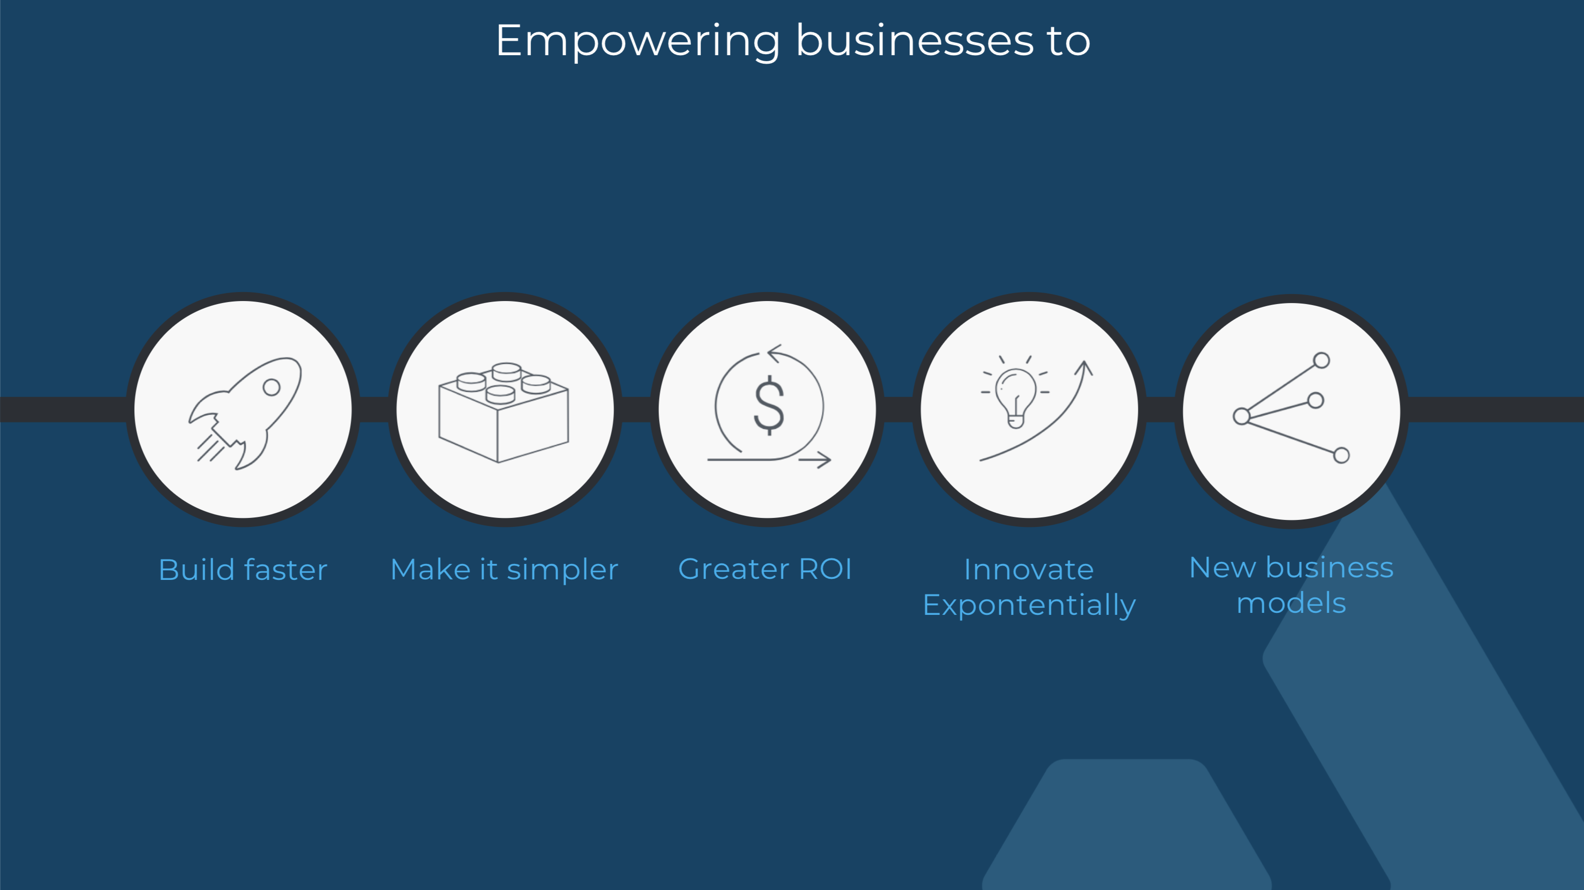 Empowering businesses to
$
Build faster
Make it simpler
Greater ROI
Innovate
Expontentially
New business
models